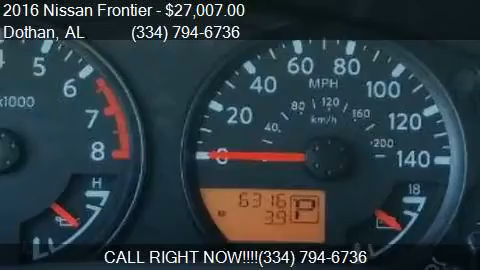 2016 Nissan Frontier - $27,007.00
Dothan, AL (334) 794-6736
5
6
7
8
x1000
0
20
40
60
80
100
120
140
MPH
40
80
120
160
200
km/h
6316 P
3.9
H
18
CALL RIGHT NOW!!!!(334) 794-6736